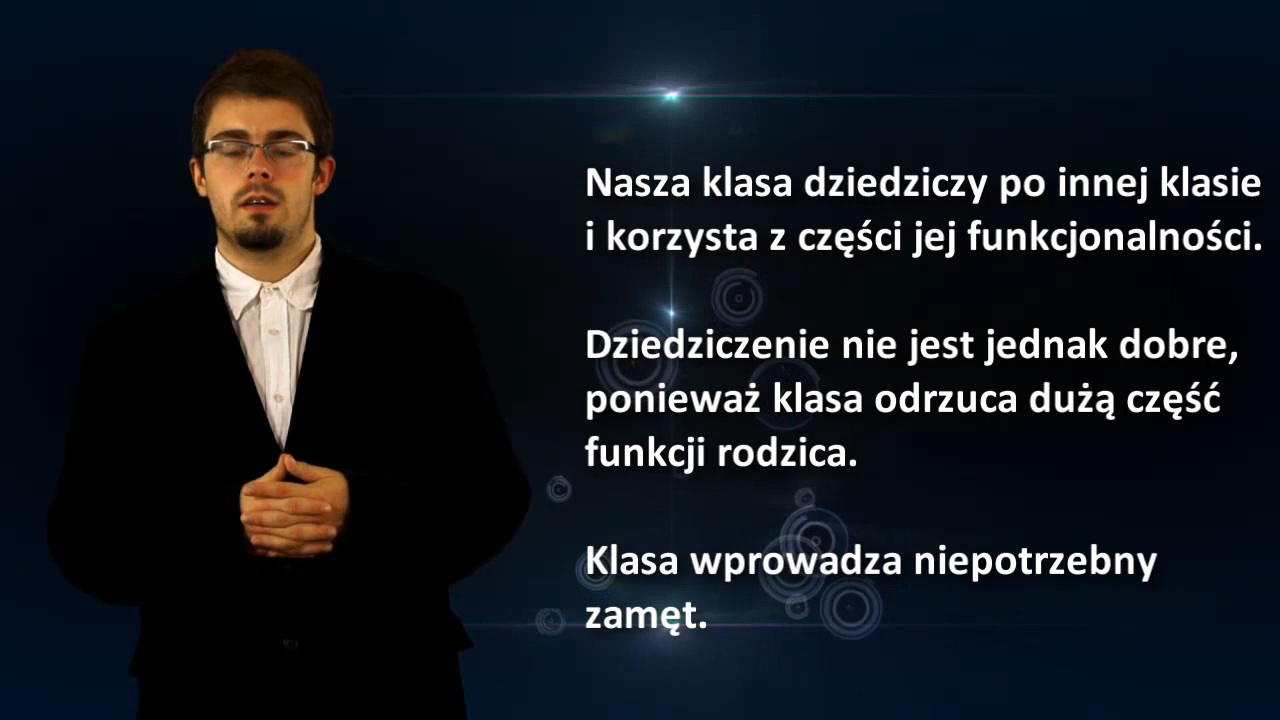 Nasza klasa dziedziczy po innej klasie
i korzysta z części jej funkcjonalności.
Dziedziczenie nie jest jednak dobre,
ponieważ klasa odrzuca dużą część
funkcji rodzica.
Klasa wprowadza niepotrzebny
zamęt.